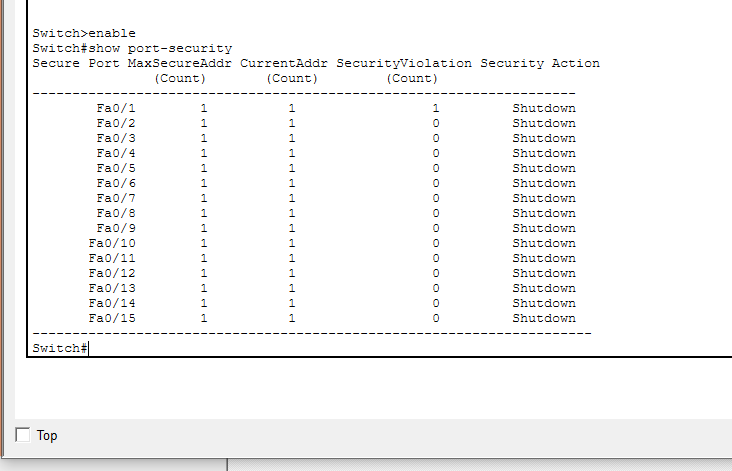 Switch>enable
Switch#show port-security
Secure Port MaxSecureAddr CurrentAddr SecurityViolation Security Action
(Count) (Count) (Count)
--------------------------------------------------------------------
Fa0/1 1 1 1 Shutdown
Fa0/2 1 1 0 Shutdown
Fa0/3 1 1 0 Shutdown
Fa0/4 1 1 0 Shutdown
Fa0/5 1 1 0 Shutdown
Fa0/6 1 1 0 Shutdown
Fa0/7 1 1 0 Shutdown
Fa0/8 1 1 0 Shutdown
Fa0/9 1 1 0 Shutdown
Fa0/10 1 1 0 Shutdown
Fa0/11 1 1 0 Shutdown
Fa0/12 1 1 0 Shutdown
Fa0/13 1 1 0 Shutdown
Fa0/14 1 1 0 Shutdown
Fa0/15 1 1 0 Shutdown
----------------------------------------------------------------------
Switch#
Top